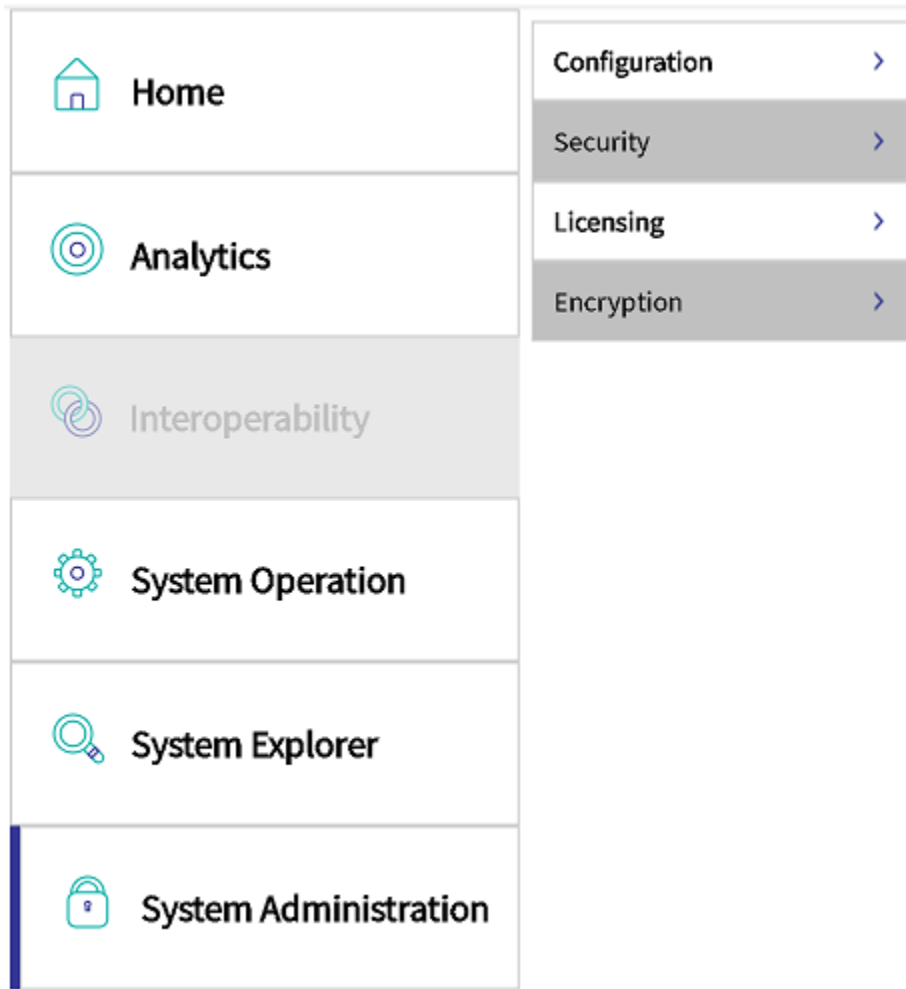 Home
Analytics
Interoperability
System Operation
System Explorer
System Administration
Configuration
Security
Licensing
Encryption